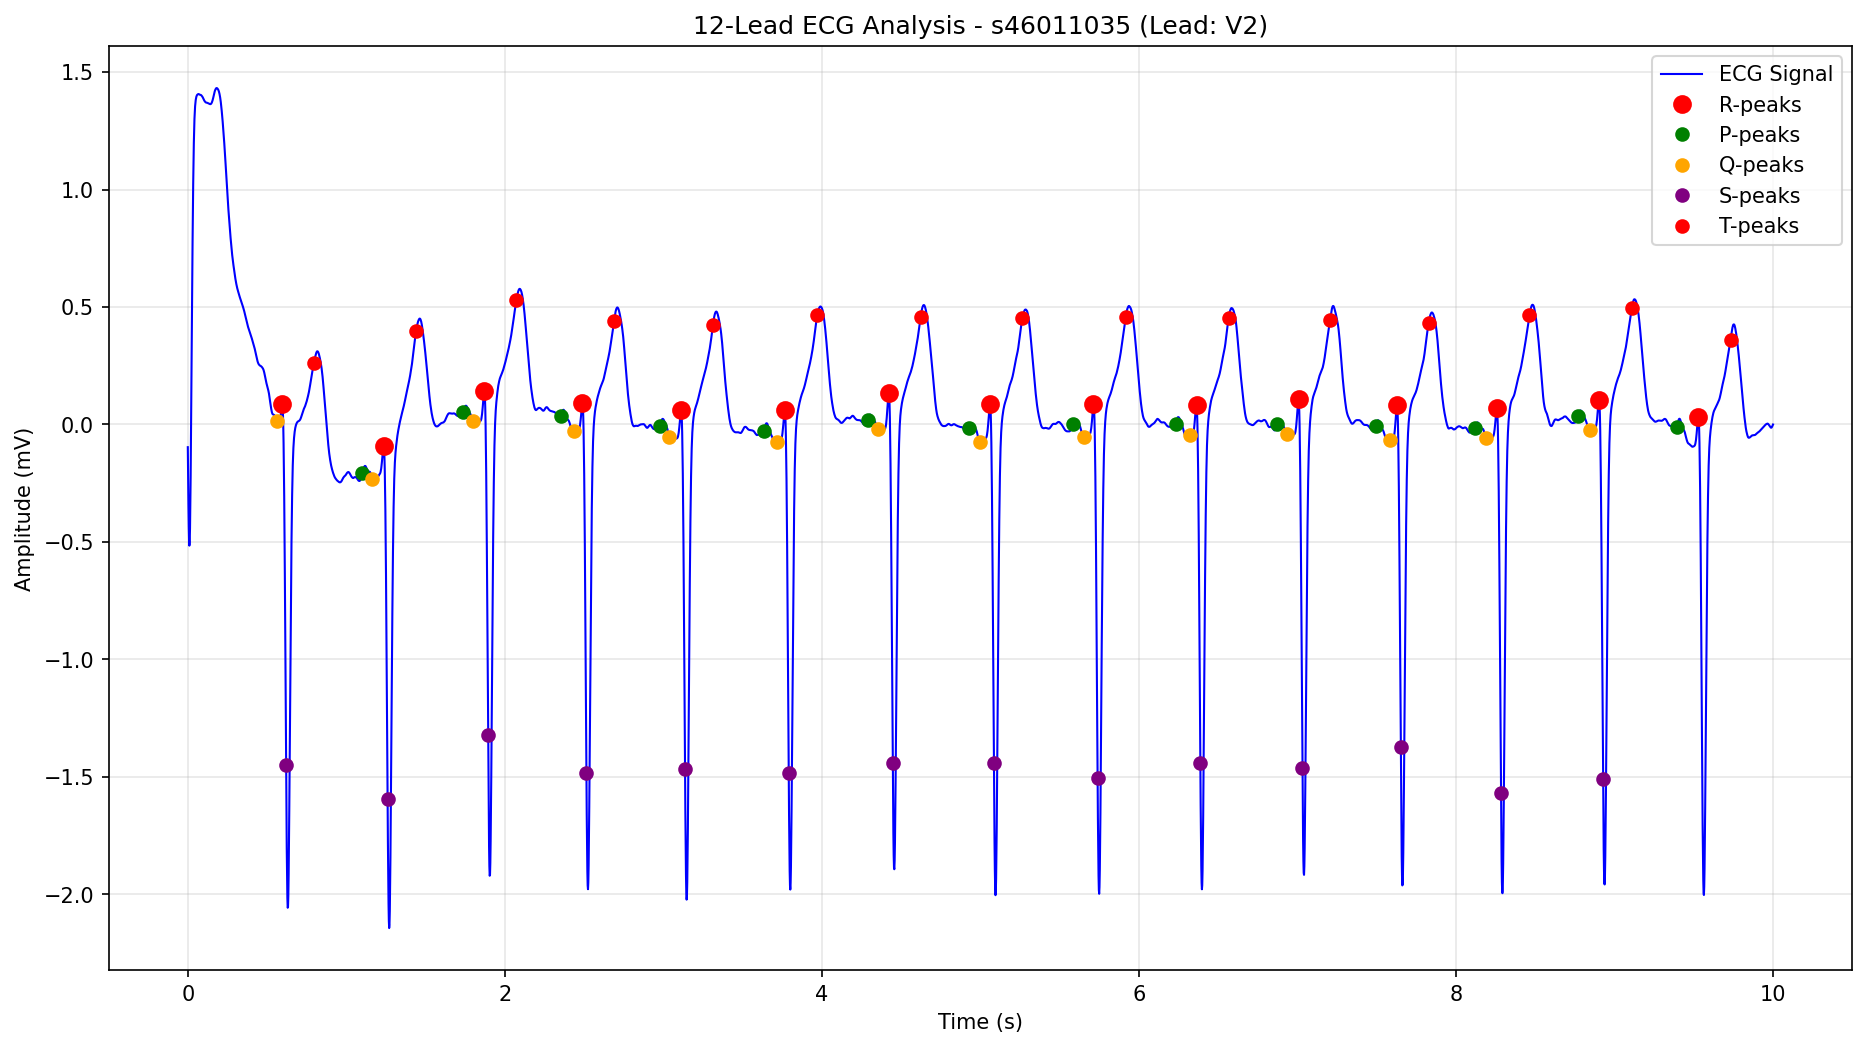 12-Lead ECG Analysis - s46011035 (Lead: V2)
ECG Signal
R-peaks
P-peaks
Q-peaks
S-peaks
T-peaks
Amplitude (mV)
1.5
1.0
0.5
0.0
−0.5
−1.0
−1.5
−2.0
0 2 4 6 8 10
Time (s)